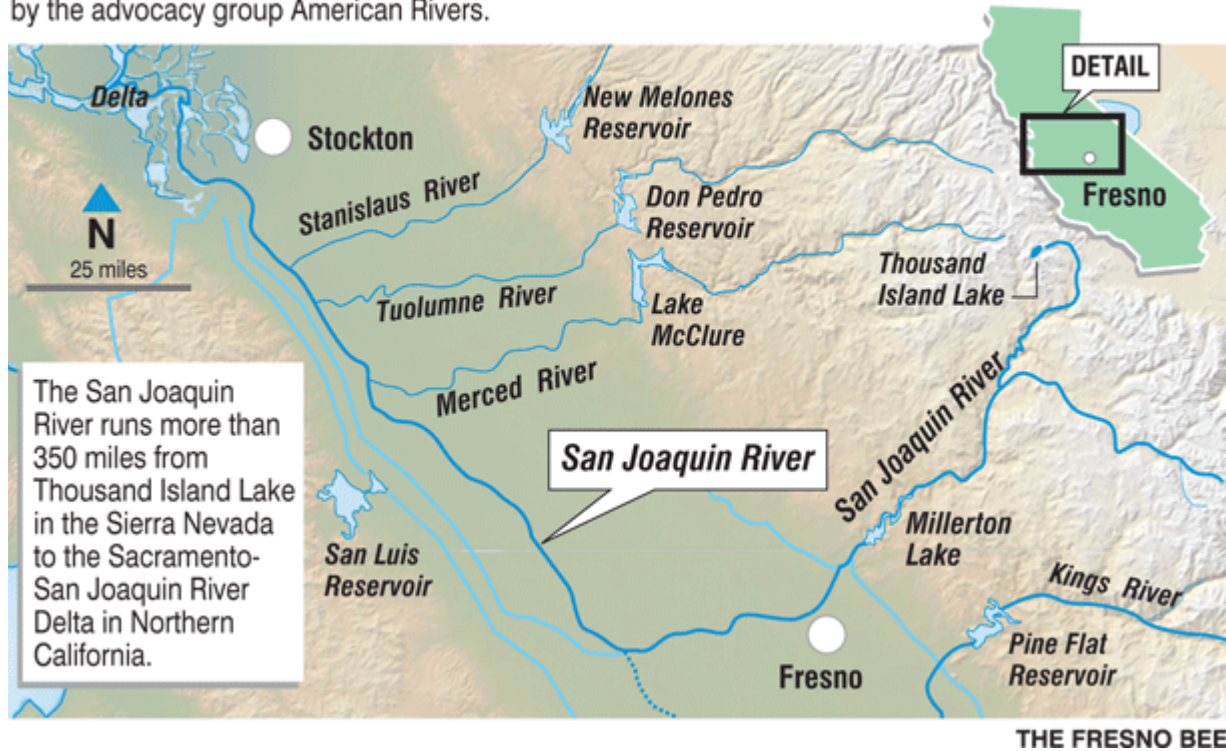 by the advocacy group American Rivers.
DETAIL
Fresno
Delta
Stockton
New Melones
Reservoir
Stanislaus River
Don Pedro
Reservoir
N
25 miles
Tuolumne River
Thousand
Island Lake
Lake
McClure
Merced River
San Joaquin River
The San Joaquin
River runs more than
350 miles from
Thousand Island Lake
in the Sierra Nevada
to the Sacramento-
San Joaquin River
Delta in Northern
California.
San Joaquin River
San Luis
Reservoir
Millerton
Lake
Kings River
Pine Flat
Reservoir
Fresno
THE FRESNO BEE